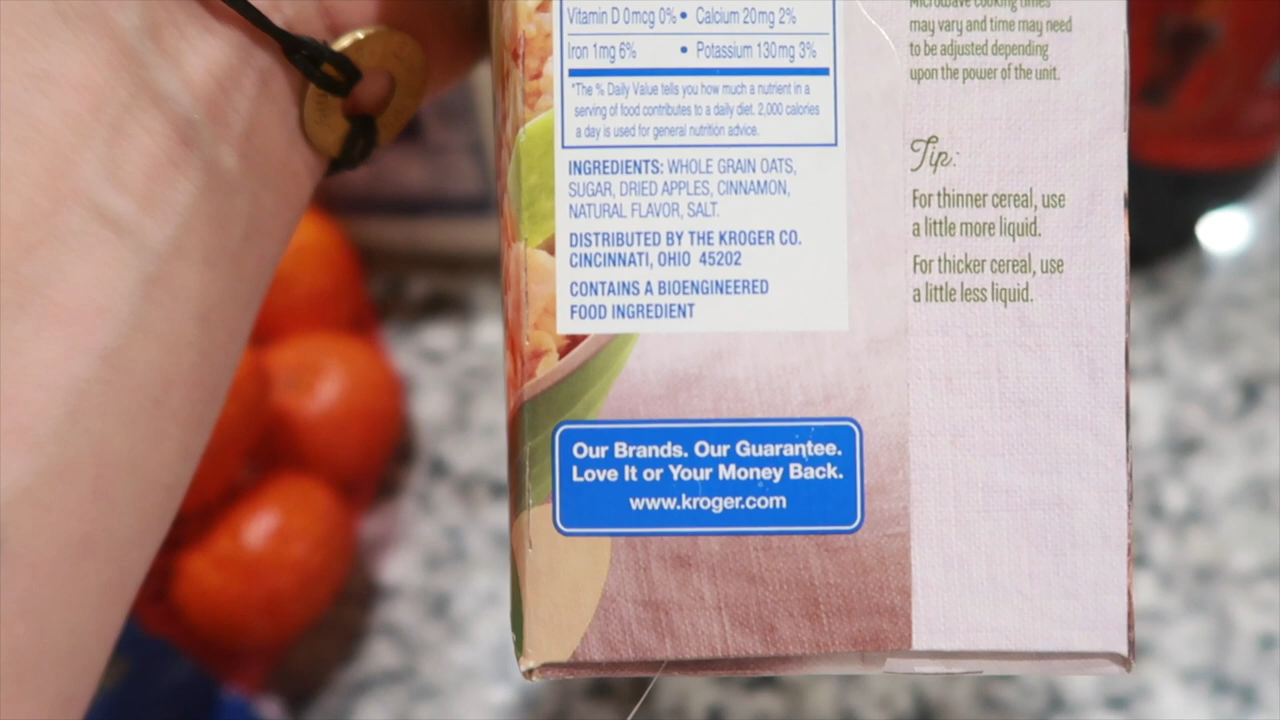 Vitamin D 0mcg 0% • Calcium 20mg 2%
Iron 1mg 6% • Potassium 130mg 3%
*The % Daily Value tells you how much a nutrient in a
serving of food contributes to a daily diet. 2,000 calories
a day is used for general nutrition advice.
INGREDIENTS: WHOLE GRAIN OATS,
SUGAR, DRIED APPLES, CINNAMON,
NATURAL FLAVOR, SALT.
DISTRIBUTED BY THE KROGER CO.
CINCINNATI, OHIO 45202
CONTAINS A BIOENGINEERED
FOOD INGREDIENT
Our Brands. Our Guarantee.
Love It or Your Money Back.
www.kroger.com
Microwave cooking times
may vary and time may need
to be adjusted depending
upon the power of the unit.
Tip:
For thinner cereal, use
a little more liquid.
For thicker cereal, use
a little less liquid.